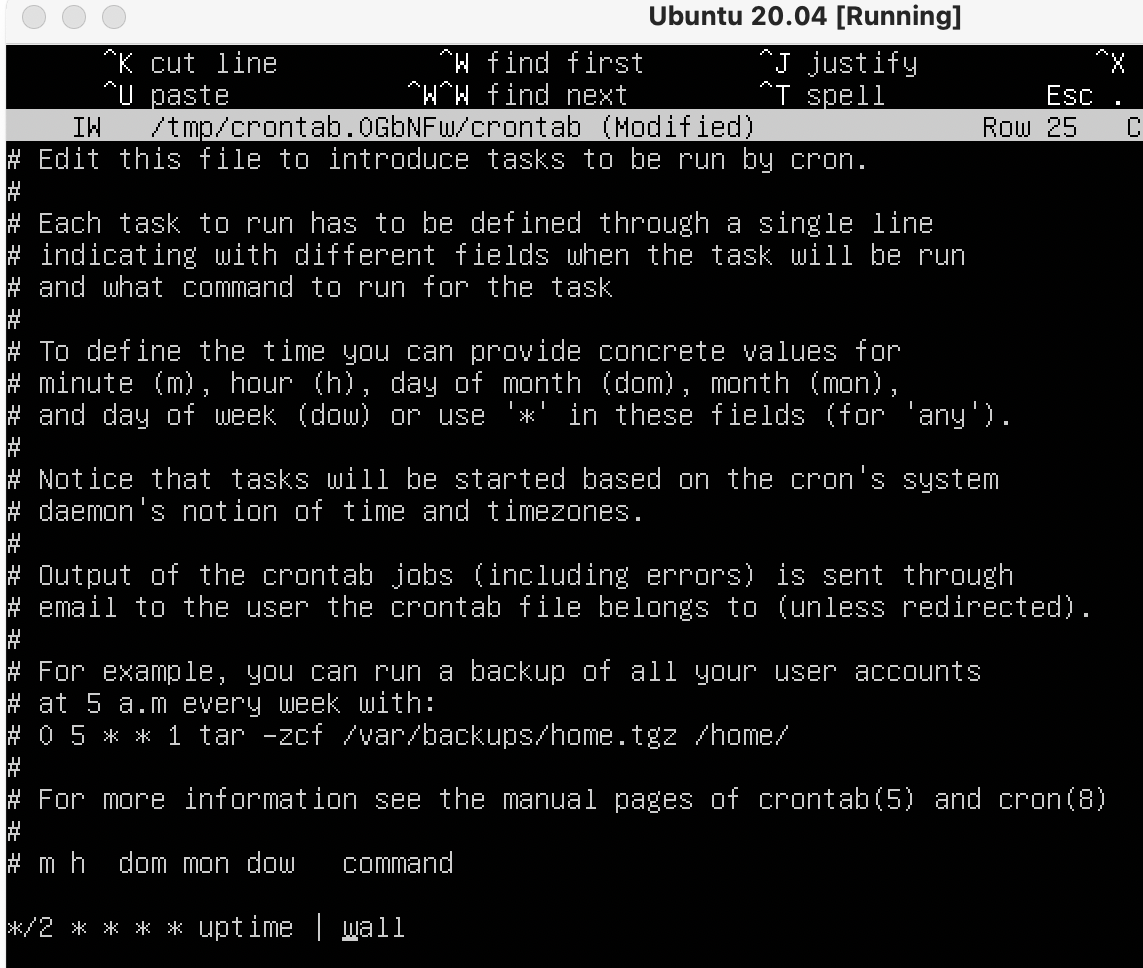 Ubuntu 20.04 [Running]
^K cut line ^W find first ^J justify ^X
^U paste ^W^W find next ^T spell Esc .
IW /tmp/crontab.OGbNFw/crontab (Modified) Row 25 C
# Edit this file to introduce tasks to be run by cron.
#
# Each task to run has to be defined through a single line
# indicating with different fields when the task will be run
# and what command to run for the task
#
# To define the time you can provide concrete values for
# minute (m), hour (h), day of month (dom), month (mon),
# and day of week (dow) or use '*' in these fields (for 'any').
#
# Notice that tasks will be started based on the cron's system
# daemon's notion of time and timezones.
#
# Output of the crontab jobs (including errors) is sent through
# email to the user the crontab file belongs to (unless redirected).
#
# For example, you can run a backup of all your user accounts
# at 5 a.m every week with:
# 0 5 * * 1 tar -zcf /var/backups/home.tgz /home/
#
# For more information see the manual pages of crontab(5) and cron(8)
#
# m h  dom mon dow   command
*/2 * * * * uptime | wall